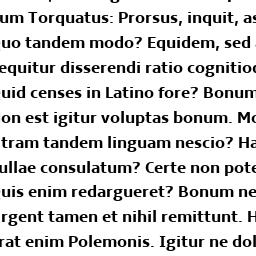 um Torquatus: Prorsus, inquit, as
uo tandem modo? Equidem, sed
equitur disserendi ratio cognitio
uid censes in Latino fore? Bonum
on est igitur voluptas bonum. Mo
tram tandem linguam nescio? Ha
ullae consulatum? Certe non pote
uis enim redargueret? Bonum ne
rgent tamen et nihil remittunt. H
rat enim Polemonis. Igitur ne dol